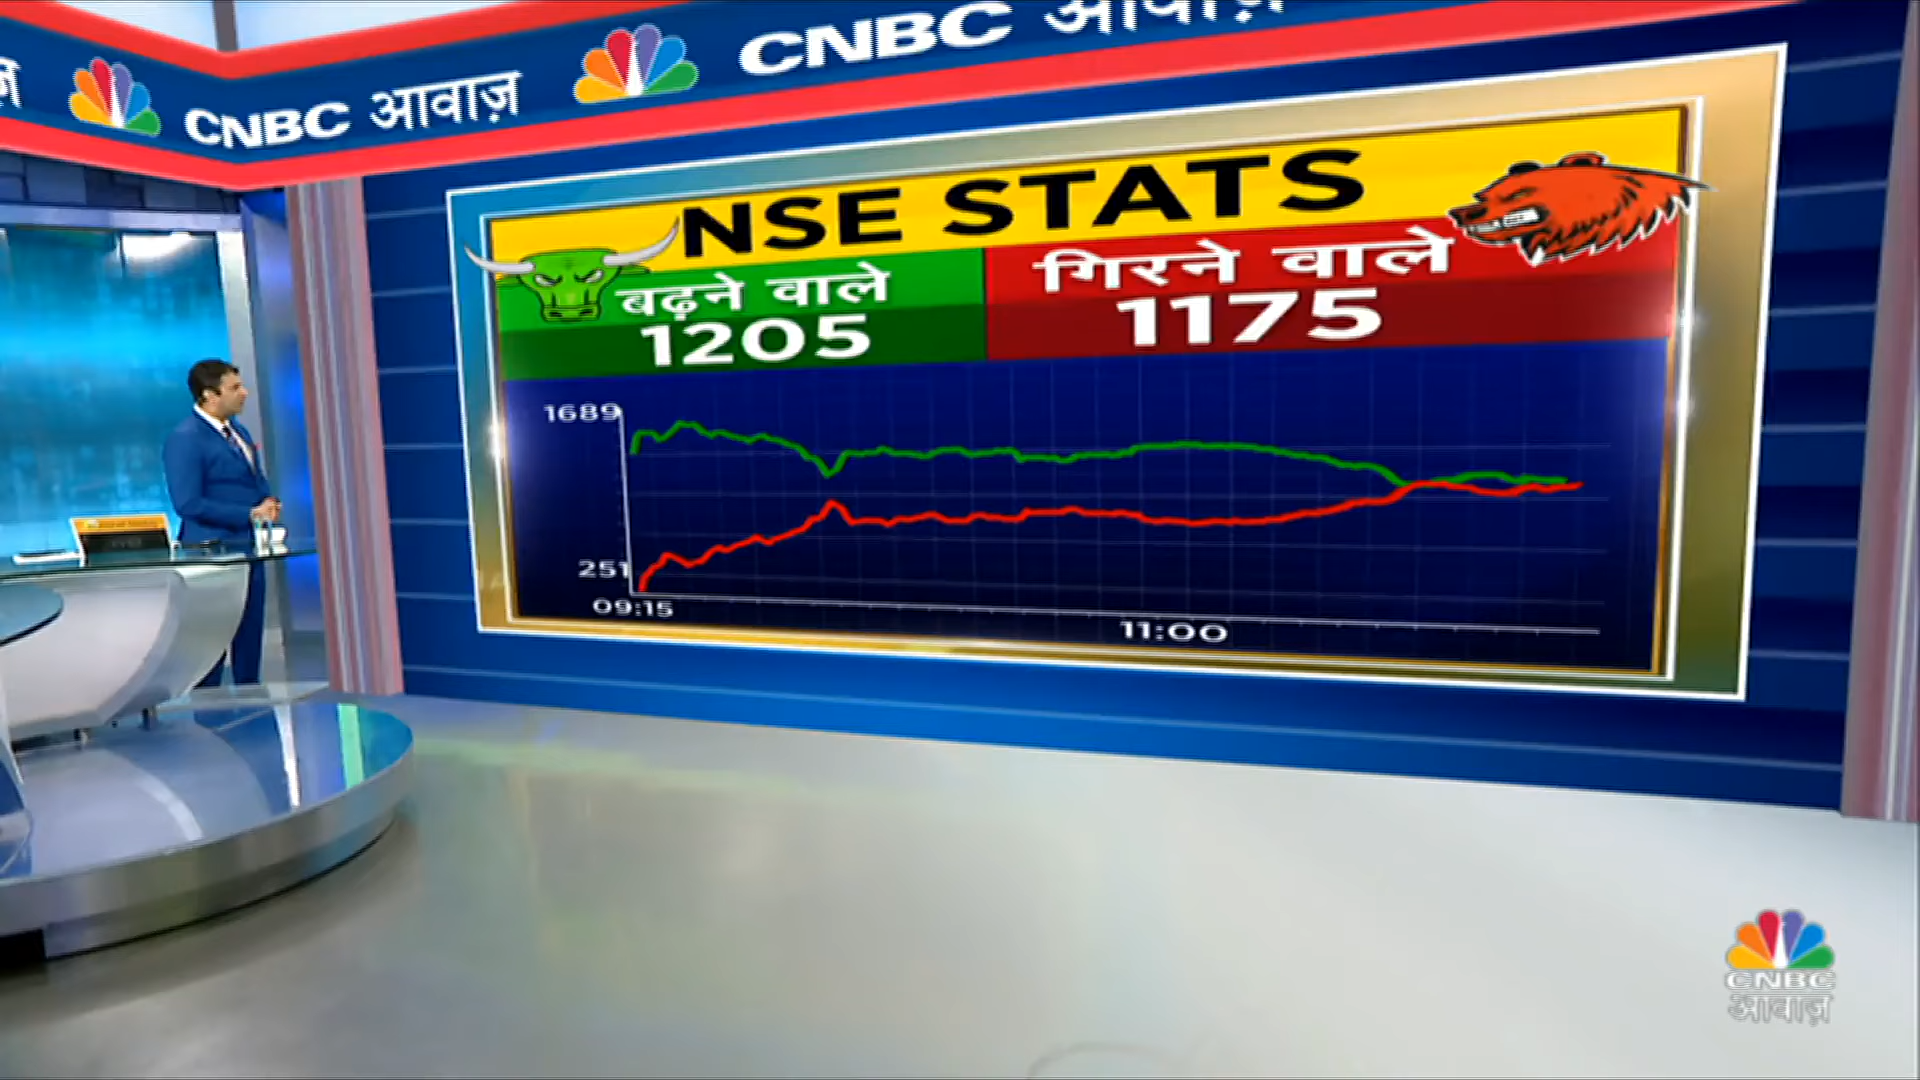 CNBC आवाज़
CNBC आवाज़
NSE STATS
बढ़ने वाले
1205
गिरने वाले
1175
1689
251
09:15
11:00
CNBC
आवाज़